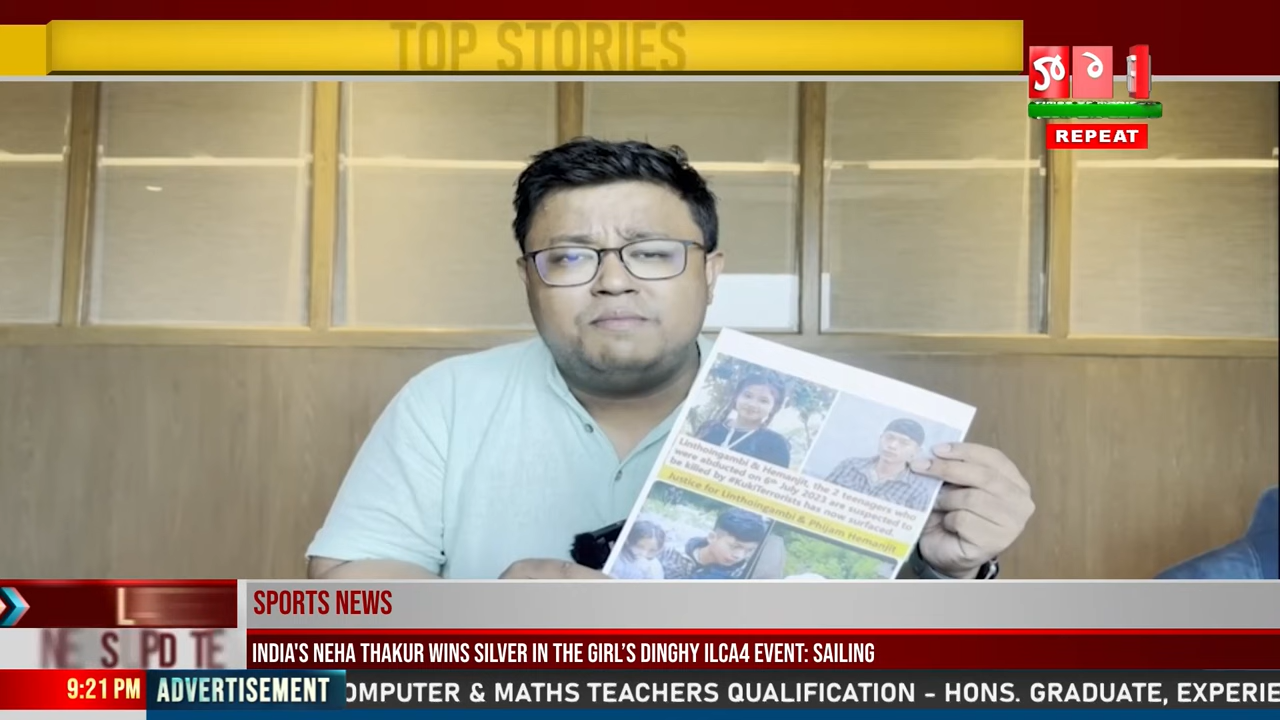 TOP STORIES
REPEAT
Linthoingambi & Hemanjit, the 2 teenagers who
were abducted on 6th July 2023 are suspected to
be killed by #KukiTerrorists has now surfaced.
Justice for Linthoingambi & Phijam Hemanjit
SPORTS NEWS
INDIA'S NEHA THAKUR WINS SILVER IN THE GIRL'S DINGHY ILCA4 EVENT: SAILING
9:21 PM
ADVERTISEMENT
OMPUTER & MATHS TEACHERS QUALIFICATION – HONS. GRADUATE, EXPERIE